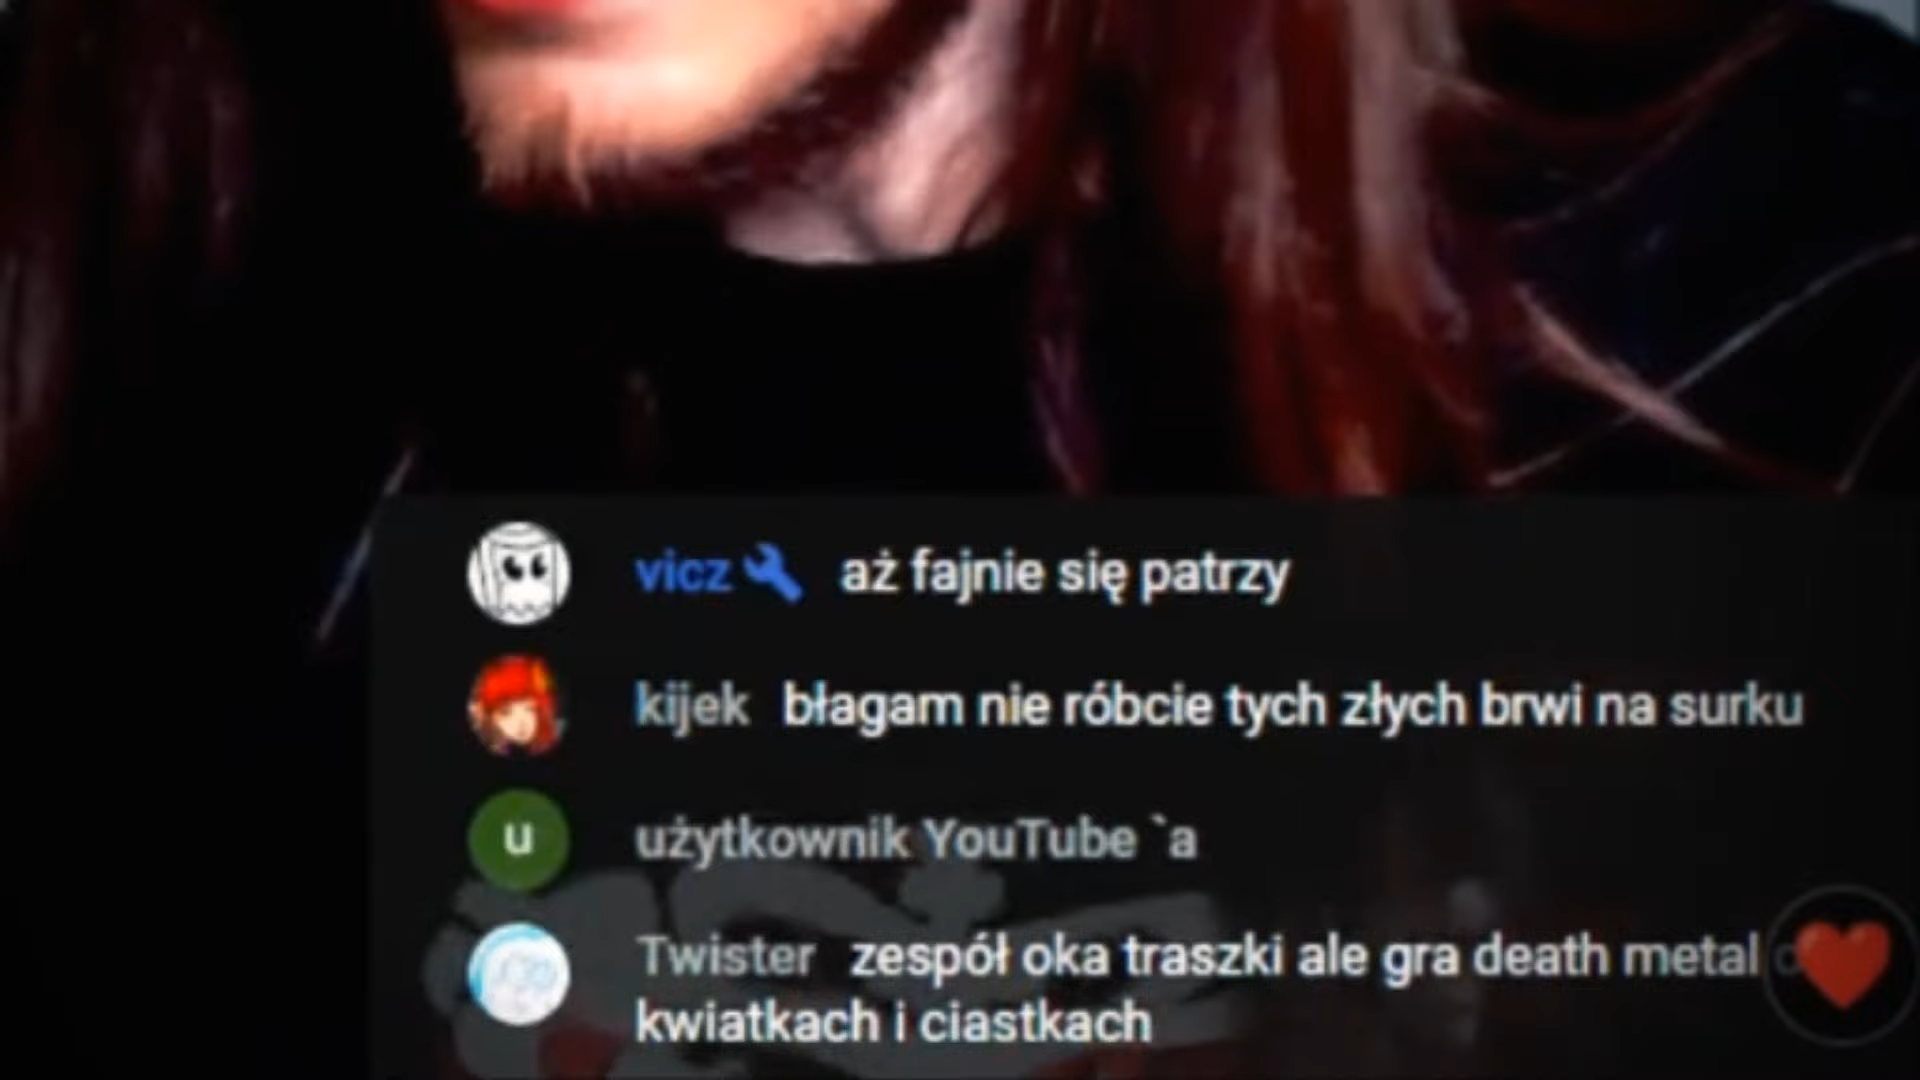 vicz aż fajnie się patrzy
kijek błagam nie róbcie tych złych brwi na surku
u
użytkownik YouTube `a
Twister zespół oka traszki ale gra death metal o
kwiatkach i ciastkach